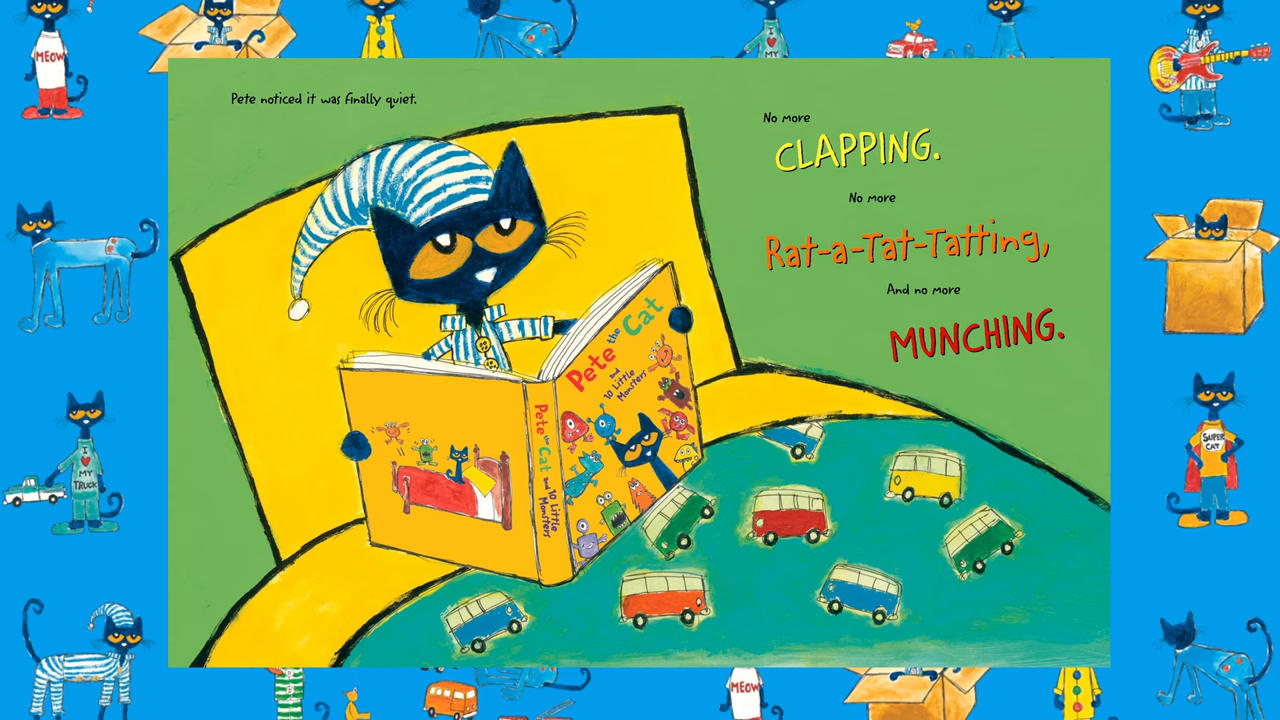 MEOW
I
MY
Pete noticed it was finally quiet.
No more
CLAPPING.
No more
Rat-a-Tat-Tatting,
And no more
MUNCHING.
Pete the Cat
and
10 Little
Monsters
Pete the Cat and 10 Little
Monsters
I
MY
TRUCK
SUPER
CAT
MEOW